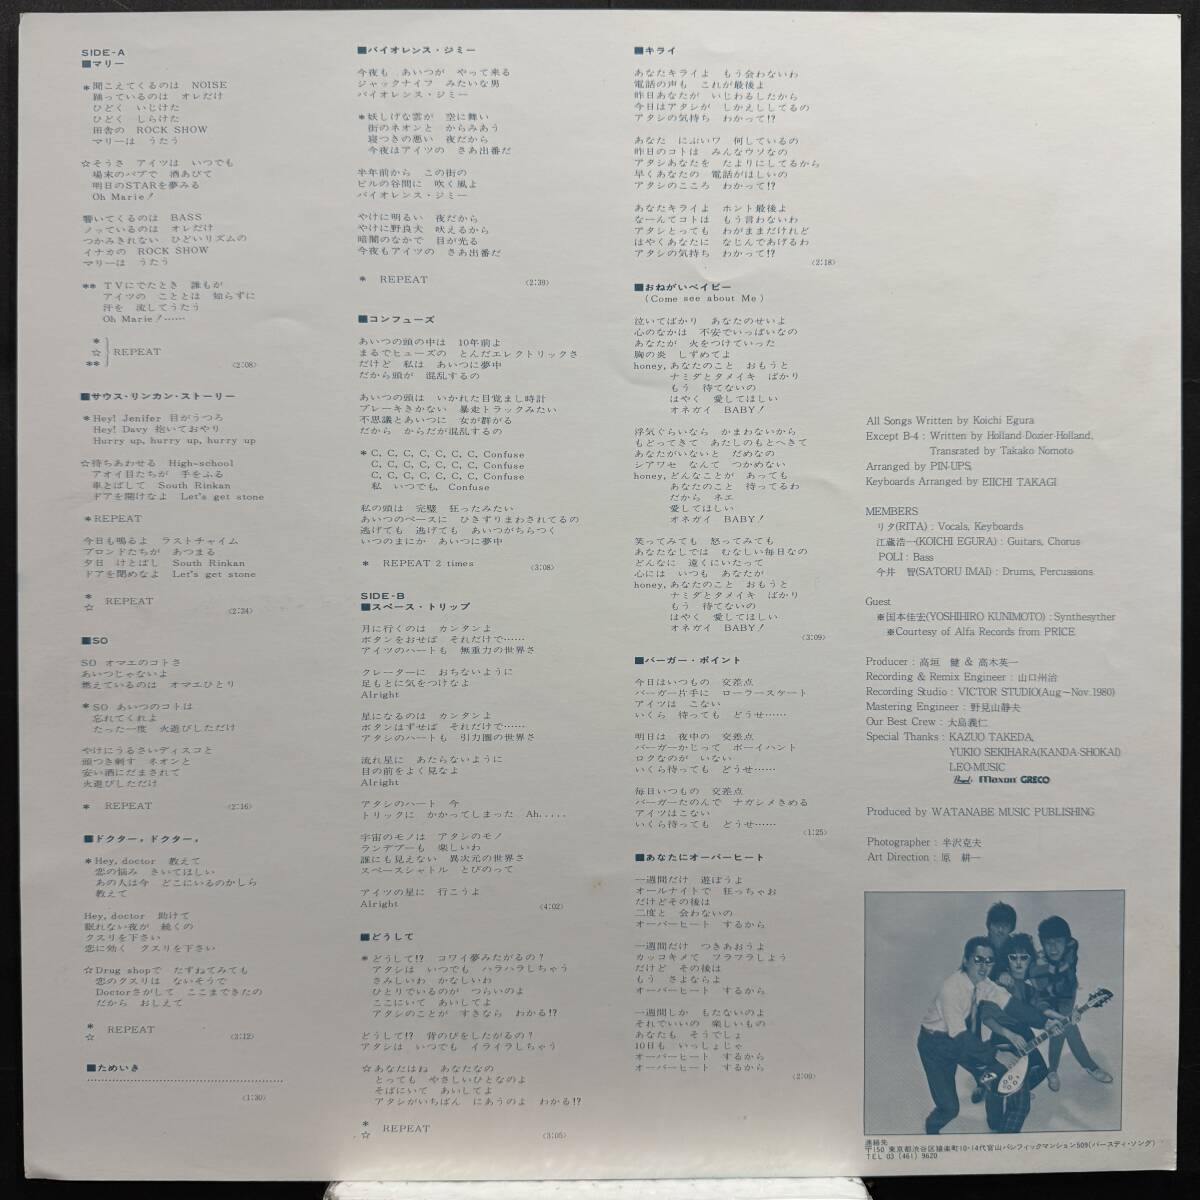 SIDE-A
■マリー
*聞こえてくるのは NOISE
踊っているのは オレだけ
ひどく いじけた
ひどく しらけた
田舎の ROCK SHOW
マリーは うたう
☆そうさ アイツは いつでも
場末のパブで 酒あびて
明日のSTARを夢みる
Oh Marie!
響いてくるのは BASS
ノッているのは オレだけ
つかみきれない ひどいリズムの
イナカの ROCK SHOW
マリーは うたう
** TVにでたとき 誰もが
アイツの こととは 知らずに
汗を 流してうたう
Oh Marie!……
*
☆ REPEAT
**
(2:08)
■サウス・リンカン・ストーリー
*Hey! Jenifer 目がうつろ
Hey! Davy 抱いておやり
Hurry up, hurry up, hurry up
☆待ちあわせる High-school
アオイ目たちが 手をふる
車とばして South Rinkan
ドアを開けなよ Let's get stone
*REPEAT
今日も鳴るよ ラストチャイム
ブロンドたちが あつまる
夕日 けとばし South Rinkan
ドアを閉めなよ Let's get stone
*
☆ REPEAT
(2:24)
■SO
SO オマエのコトさ
あいつじゃないよ
燃えているのは オマエひとり
*SO あいつのコトは
忘れてくれよ
たった一度 火遊びしただけ
やけにうるさいディスコと
頭つき刺す ネオンと
安い酒にだまされて
火遊びしただけ
* REPEAT
(2:16)
■ドクター, ドクター,
*Hey, doctor 教えて
恋の悩み きいてほしい
あの人は今 どこにいるのかしら
教えて
Hey, doctor 助けて
眠れない夜が 続くの
クスリを下さい
恋に効く クスリを下さい
☆Drug shopで たずねてみても
恋のクスリは ないそうで
Doctorさがして ここまできたの
だから おしえて
*
☆ REPEAT
(3:12)
■ためいき
……………………………………
(1:30)
■バイオレンス・ジミー
今夜も あいつが やって来る
ジャックナイフ みたいな男
バイオレンス・ジミー
*妖しげな雲が 空に舞い
街のネオンと からみあう
寝つきの悪い 夜だから
今夜はアイツの さあ出番だ
半年前から この街の
ビルの谷間に 吹く風よ
バイオレンス・ジミー
やけに明るい 夜だから
やけに野良犬 吠えるから
暗闇のなかで 目が光る
今夜もアイツの さあ出番だ
* REPEAT
(2:39)
■コンフューズ
あいつの頭の中は 10年前よ
まるでヒューズの とんだエレクトリックさ
だけど 私は あいつに夢中
だから頭が 混乱するの
あいつの頭は いかれた目覚まし時計
ブレーキきかない 暴走トラックみたい
不思議とあいつに 女が群がる
だから からだが混乱するの
*C, C, C, C, C, C, C, Confuse
C, C, C, C, C, C, C, Confuse
C, C, C, C, C, C, C, Confuse
私 いつでも, Confuse
私の頭は 完璧 狂ったみたい
あいつのペースに ひきずりまわされてるの
逃げても 逃げても あいつがちらつく
いつのまにか あいつに夢中
* REPEAT 2 times
(3:08)
SIDE-B
■スペース・トリップ
月に行くのは カンタンよ
ボタンをおせば それだけで……
アイツのハートも 無重力の世界さ
クレーターに おちないように
足もとに気をつけなよ
Alright
星になるのは カンタンよ
ボタンはずせば それだけで……
アタシのハートも 引力圏の世界さ
流れ星に あたらないように
目の前をよく見なよ
Alright
アタシのハート 今
トリックに かかってしまった Ah.....
宇宙のモノは アタシのモノ
ランデブーも 楽しいわ
誰にも見えない 異次元の世界さ
スペースシャトル とびのって
アイツの星に 行こうよ
Alright
(4:02)
■どうして
*どうして!? コワイ夢みたがるの?
アタシは いつでも ハラハラしちゃう
さみしいわ かなしいわ
ひとりでいるのが つらいのよ
ここにいて あいしてよ
アタシのことが すきなら わかる!?
どうして!? 背のびをしたがるの?
アタシは いつでも イライラしちゃう
☆あなたはね あなたなの
とっても やさしいひとなのよ
そばにいて あいしてよ
アタシがいちばん にあうのよ わかる!?
*
☆ REPEAT
(3:05)
■キライ
あなたキライよ もう会わないわ
電話の声も これが最後よ
昨日あなたが いじわるしたから
今日はアタシが しかえししてるの
アタシの気持ち わかって!?
あなた にぶいワ 何しているの
昨日のコトは みんなウソなの
アタシあなたを たよりにしてるから
早くあなたの 電話がほしいの
アタシのこころ わかって!?
あなたキライよ ホント最後よ
なーんてコトは もう言わないわ
アタシとっても わがままだけれど
はやくあなたに なじんであげるわ
アタシの気持ち わかって!?
(2:18)
■おねがいベイビー
(Come see about Me)
泣いてばかり あなたのせいよ
心のなかは 不安でいっぱいなの
あなたが 火をつけていった
胸の炎 しずめてよ
honey, あなたのこと おもうと
ナミダとタメイキ ばかり
もう 待てないの
はやく 愛してほしい
オネガイ BABY!
浮気ぐらいなら かまわないから
もどってきて あたしのもとへきて
あなたがいないと だめなの
シアワセ なんて つかめない
honey, どんなことが あっても
あなたのこと 待ってるわ
だから ネエ
愛してほしい
オネガイ BABY!
笑ってみても 怒ってみても
あなたなしでは むなしい毎日なの
どんなに 遠くにいたって
心には いつも あなたが
honey, あなたのこと おもうと
ナミダとタメイキ ばかり
もう 待てないの
はやく 愛してほしい
オネガイ BABY!
(3:09)
■バーガー・ポイント
今日はいつもの 交差点
バーガー片手に ローラースケート
アイツは こない
いくら 待っても どうせ……
明日は 夜中の 交差点
バーガーかじって ボーイハント
ロクなのが いない
いくら待っても どうせ……
毎日いつもの 交差点
バーガーたのんで ナガシメきめる
アイツはこない
いくら待っても どうせ……
(1:25)
■あなたにオーバーヒート
一週間だけ 遊ぼうよ
オールナイトで 狂っちゃお
だけどその後は
二度と 会わないの
オーバーヒート するから
一週間だけ つきあおうよ
カッコキメて フラフラしよう
だけど その後は
もう さよならよ
オーバーヒート するから
一週間しか もたないのよ
それでいいの 楽しいもの
あなたも そうでしょ
10日も いっしょじゃ
オーバーヒート するから
オーバーヒート するから
(2:09)
All Songs Written by Koichi Egura
Except B-4 : Written by Holland-Dozier-Holland,
Transrated by Takako Nomoto
Arranged by PIN-UPS,
Keyboards Arranged by EIICHI TAKAGI
MEMBERS
リタ(RITA) : Vocals, Keyboards
江蔵浩一(KOICHI EGURA) : Guitars, Chorus
POLI : Bass
今井 智(SATORU IMAI) : Drums, Percussions
Guest
※国本佳宏(YOSHIHIRO KUNIMOTO) : Synthesyther
※Courtesy of Alfa Records from PRICE
Producer : 高垣 健 & 高木英一
Recording & Remix Engineer : 山口州治
Recording Studio : VICTOR STUDIO(Aug〜Nov.1980)
Mastering Engineer : 野見山静夫
Our Best Crew : 大島義仁
Special Thanks : KAZUO TAKEDA,
YUKIO SEKIHARA(KANDA-SHOKAI)
LEO-MUSIC
Pearl Maxon GRECO
Produced by WATANABE MUSIC PUBLISHING
Photographer : 半沢克夫
Art Direction : 原 耕一
連絡先
〒150 東京都渋谷区猿楽町10-14代官山パシフィックマンション509(バースディ・ソング)
TEL 03 (461) 9620